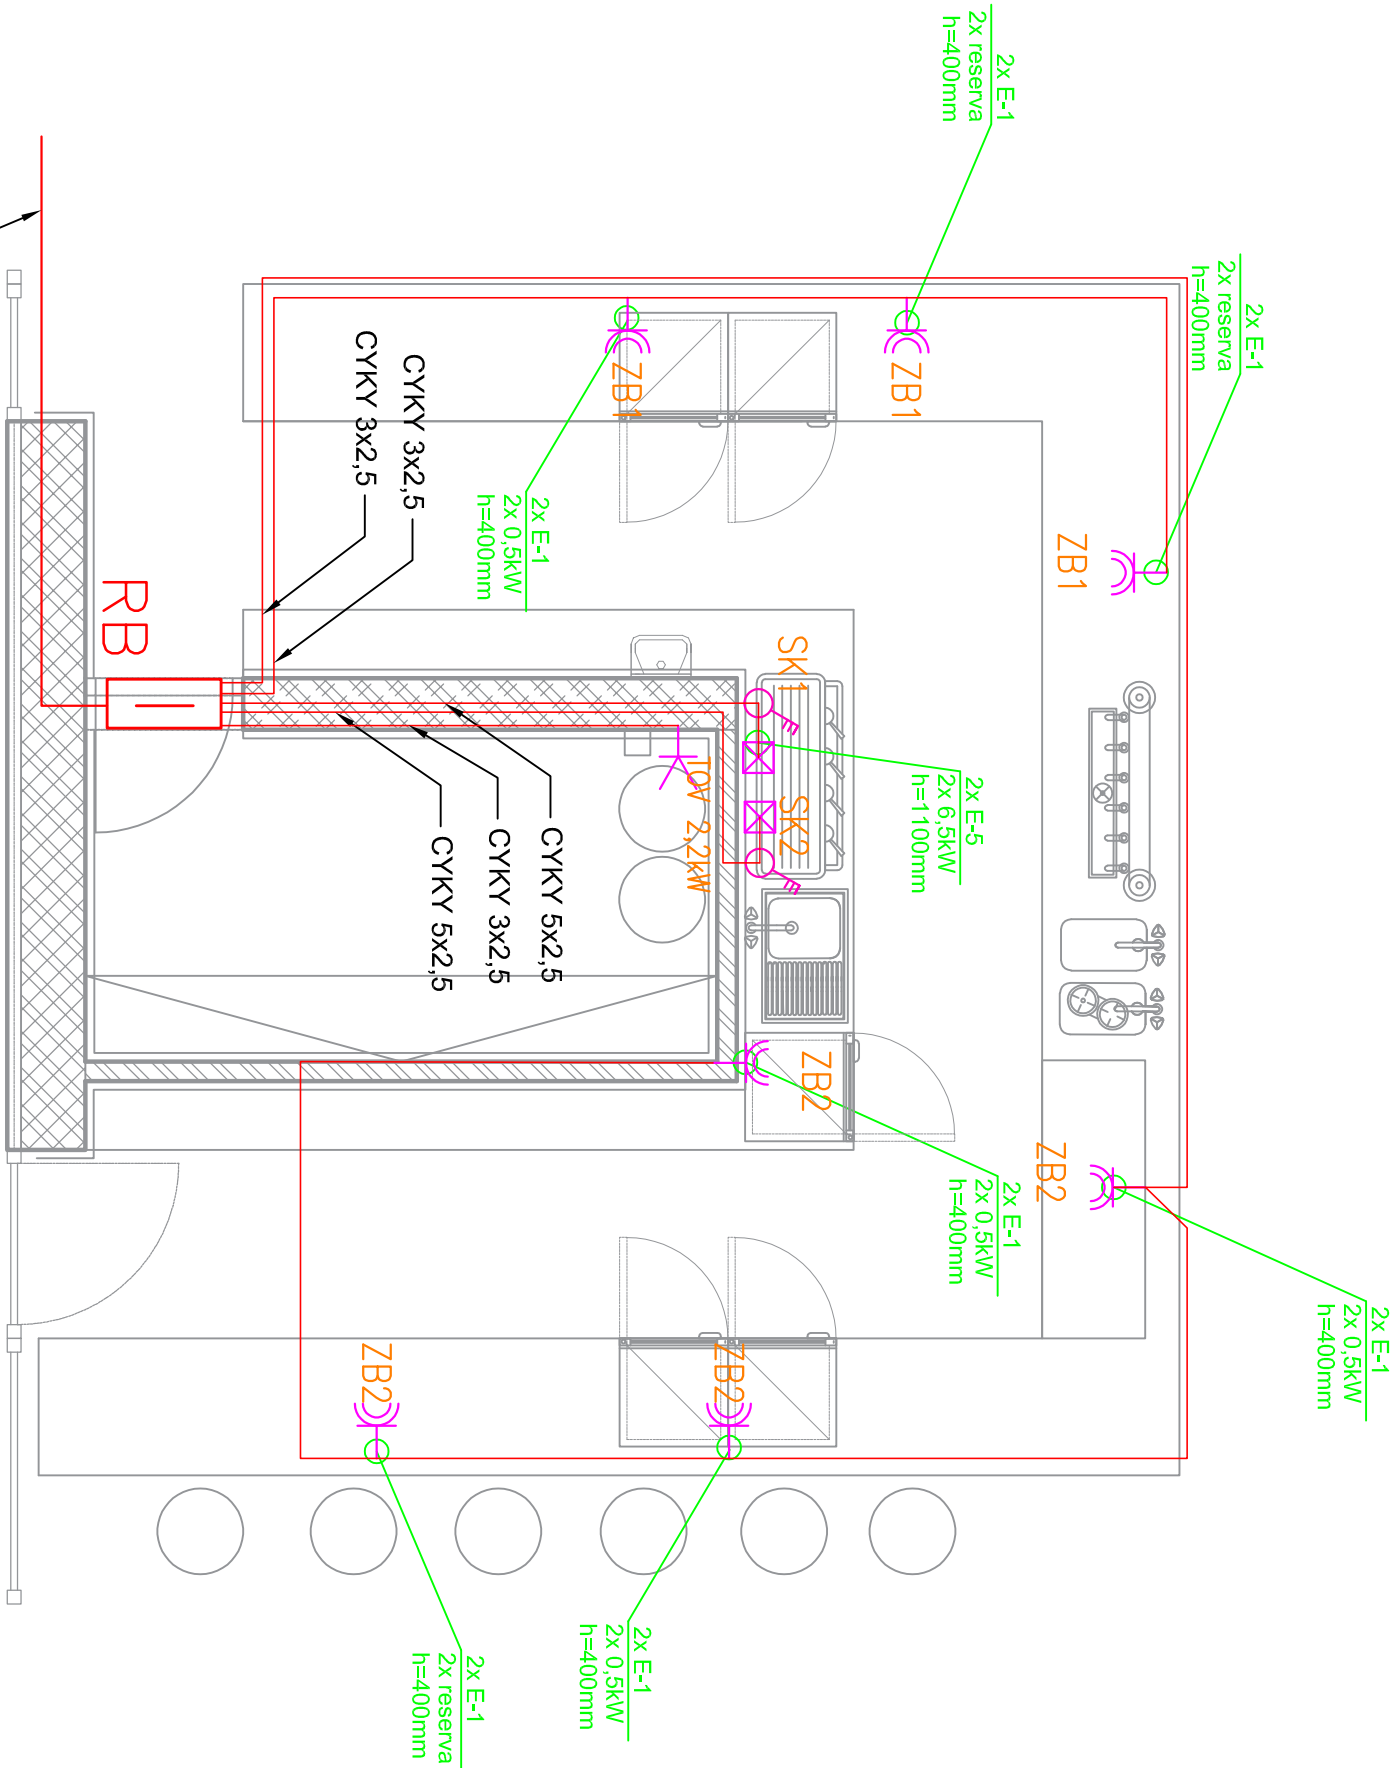 2x E-1
2x reserva
h=400mm
2x E-1
2x reserva
h=400mm
ZB1
ZB1
ZB1
CYKY 3x2,5
CYKY 3x2,5
2x E-1
2x 0,5kW
h=400mm
RB
SK1
SK2
TOV 2,2kW
2x E-5
2x 6,5kW
h=1100mm
CYKY 5x2,5
CYKY 3x2,5
CYKY 5x2,5
ZB2
ZB2
2x E-1
2x 0,5kW
h=400mm
2x E-1
2x 0,5kW
h=400mm
ZB2
ZB2
2x E-1
2x 0,5kW
h=400mm
2x E-1
2x reserva
h=400mm